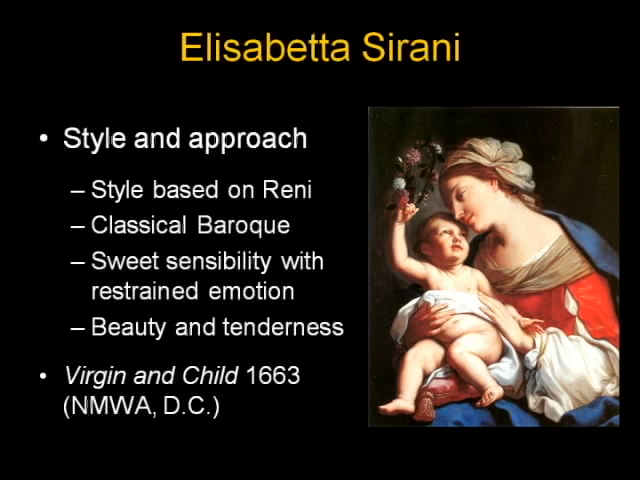 Elisabetta Sirani
• Style and approach
– Style based on Reni
– Classical Baroque
– Sweet sensibility with
restrained emotion
– Beauty and tenderness
• Virgin and Child 1663
(NMWA, D.C.)